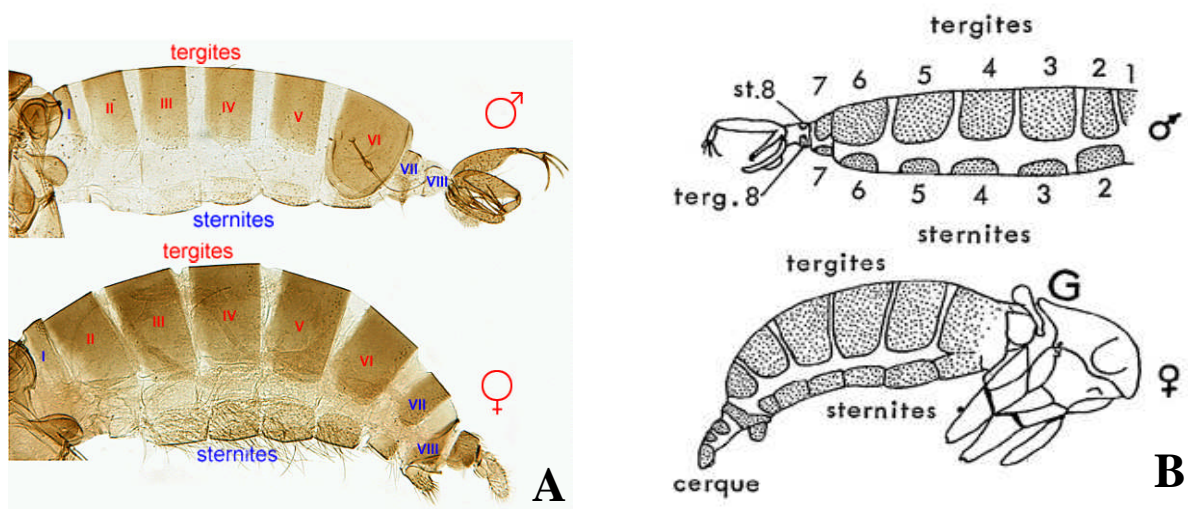 tergites
I II III IV V VI VII VIII
♂
sternites
tergites
I II III IV V VI VII VIII
♀
sternites
A
tergites
7 6 5 4 3 2 1
st.8
♂
terg.8
7 6 5 4 3 2
sternites
tergites
G
♀
sternites
cerque
B